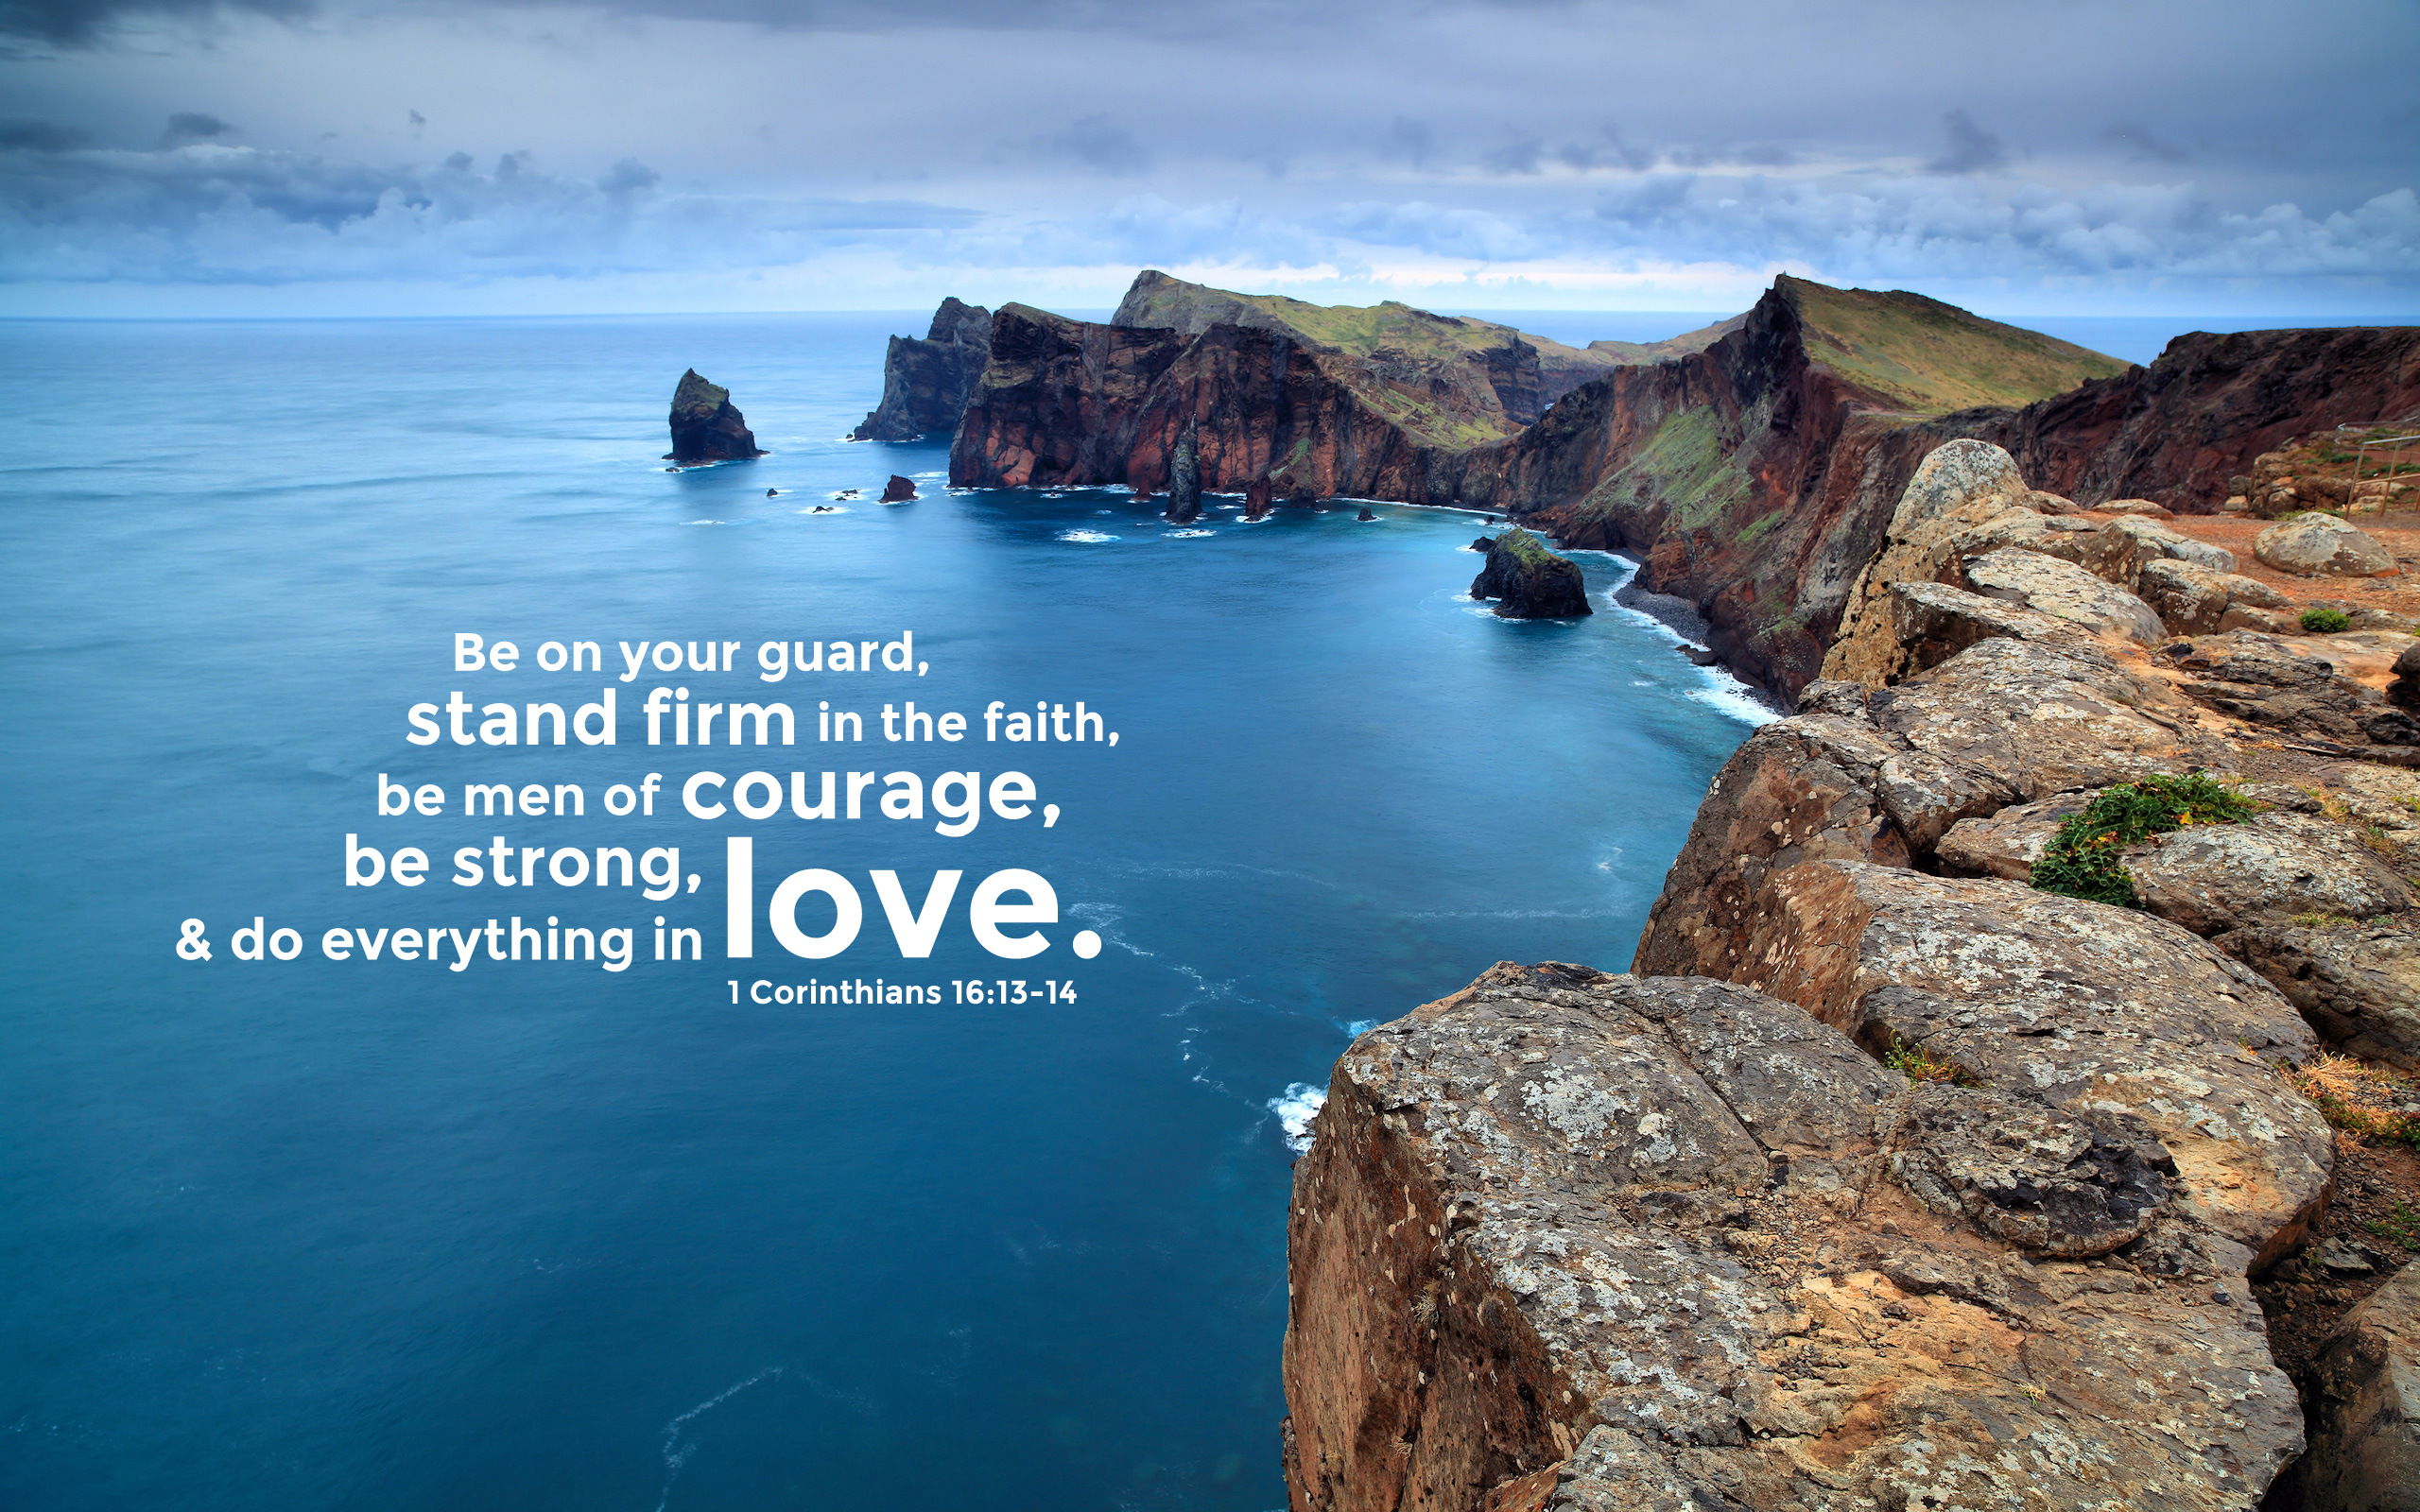 Be on your guard,
stand firm in the faith,
be men of courage,
be strong,
& do everything in love.
1 Corinthians 16:13-14